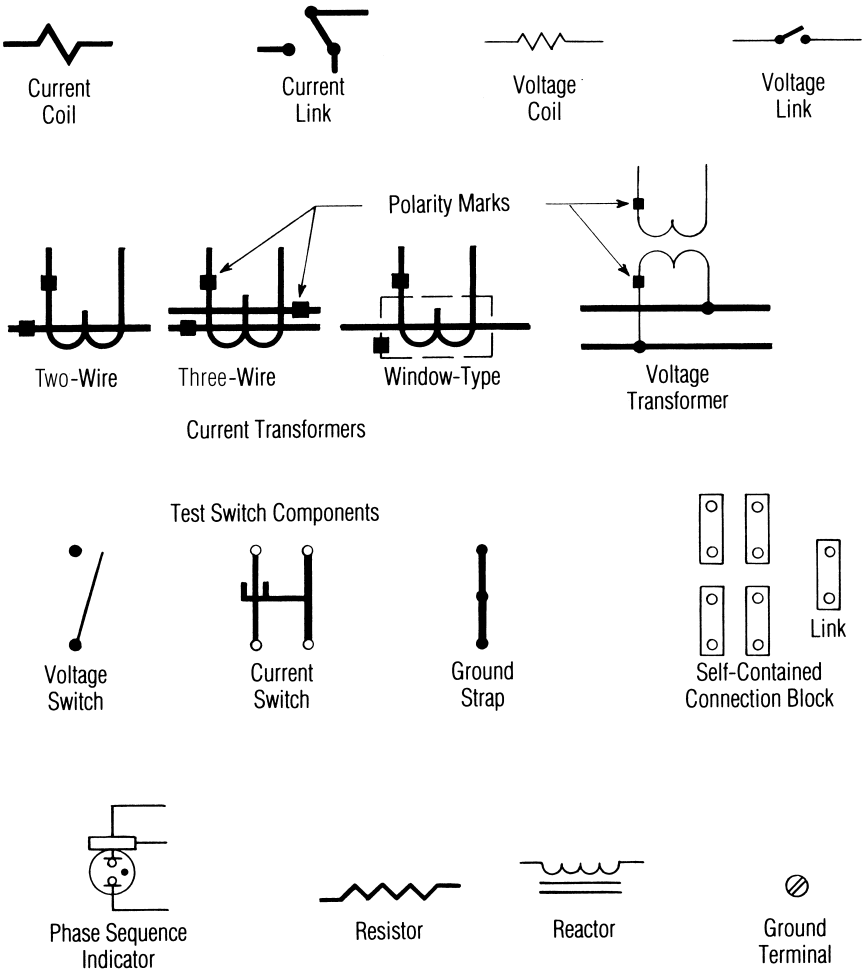 Current
Coil
Current
Link
Voltage
Coil
Voltage
Link
Polarity Marks
Two-Wire
Three-Wire
Window-Type
Voltage
Transformer
Current Transformers
Test Switch Components
Voltage
Switch
Current
Switch
Ground
Strap
Link
Self-Contained
Connection Block
Phase Sequence
Indicator
Resistor
Reactor
Ground
Terminal